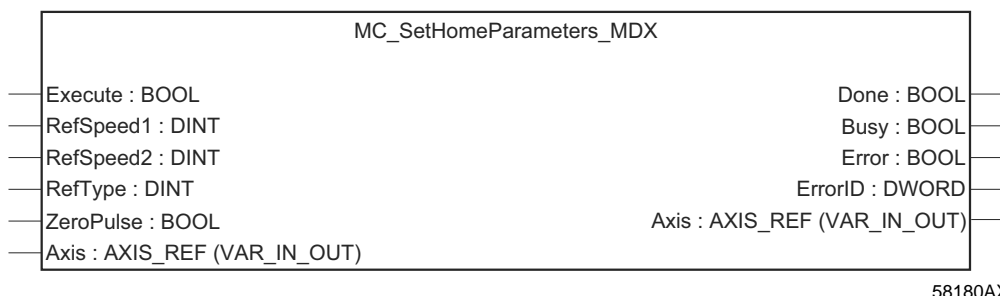 MC_SetHomeParameters_MDX
Execute : BOOL
Done : BOOL
RefSpeed1 : DINT
Busy : BOOL
RefSpeed2 : DINT
Error : BOOL
RefType : DINT
ErrorID : DWORD
ZeroPulse : BOOL
Axis : AXIS_REF (VAR_IN_OUT)
Axis : AXIS_REF (VAR_IN_OUT)
58180AX